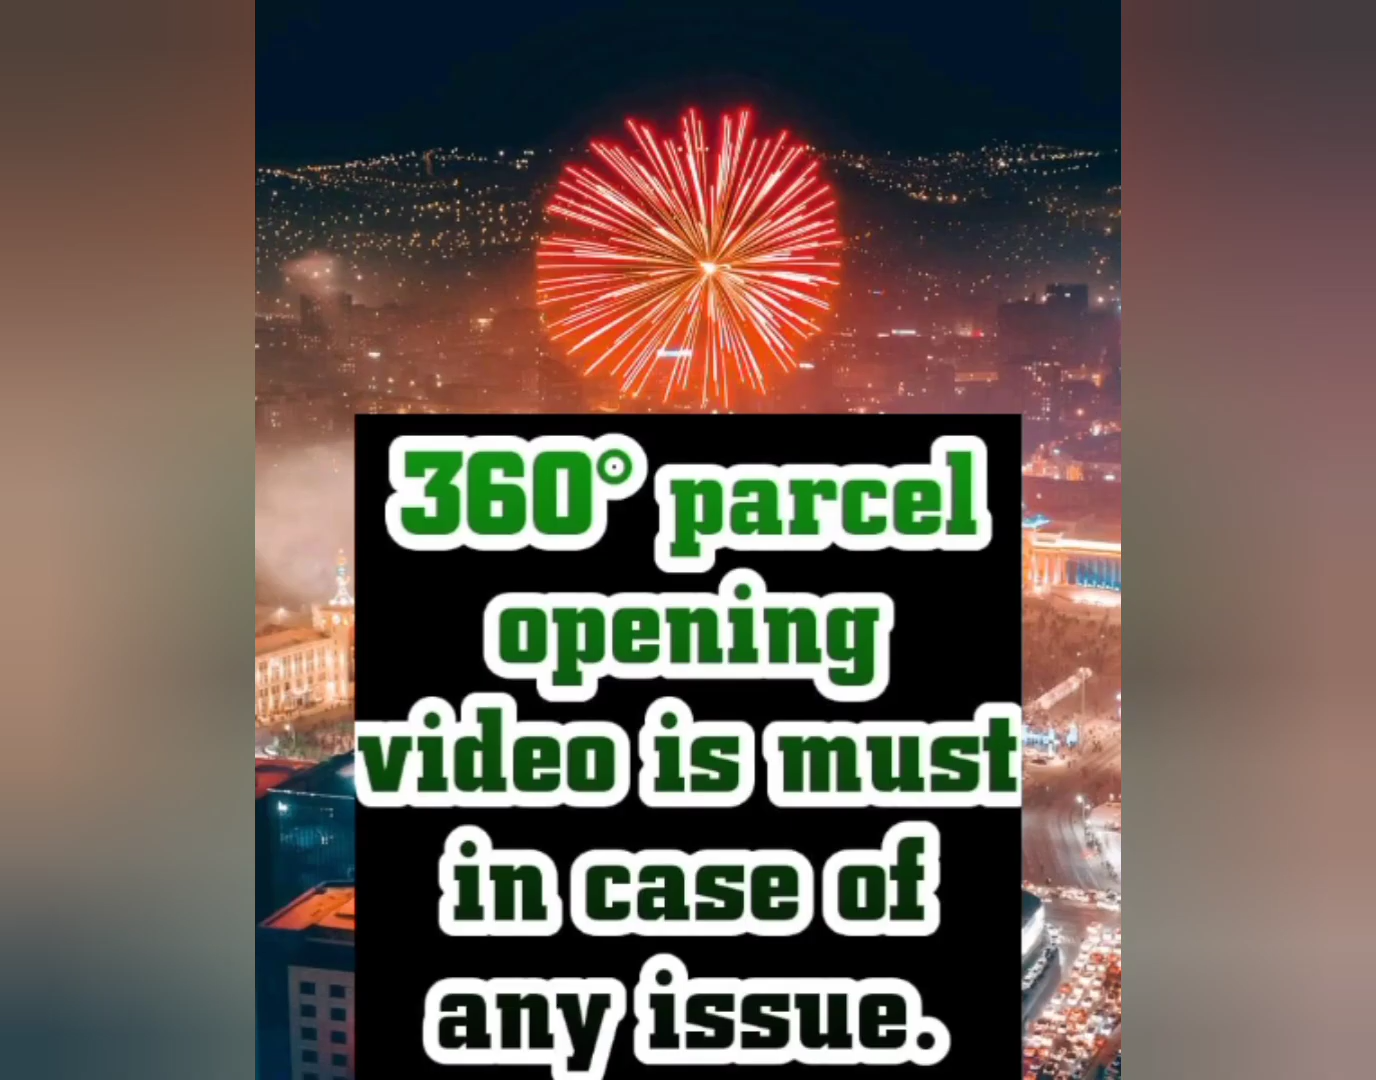 360° parcel
opening
video is must
in case of
any issue.